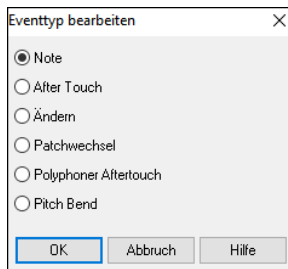 Eventtyp bearbeiten
Note
After Touch
Ändern
Patchwechsel
Polyphoner Aftertouch
Pitch Bend
OK Abbruch Hilfe